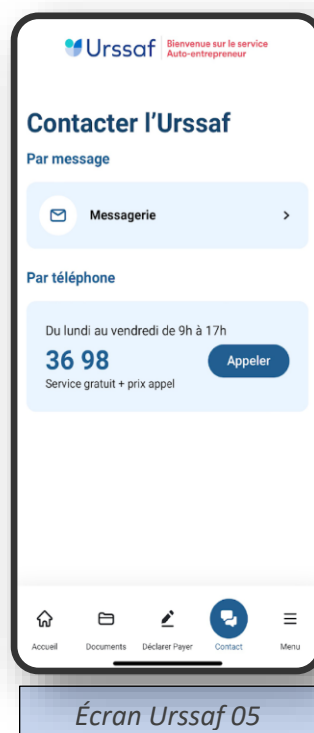 Urssaf
Bienvenue sur le service
Auto-entrepreneur
Contacter l'Urssaf
Par message
Messagerie
Par téléphone
Du lundi au vendredi de 9h à 17h
36 98
Appeler
Service gratuit + prix appel
Accueil
Documents
Déclarer Payer
Contact
Menu
Écran Urssaf 05